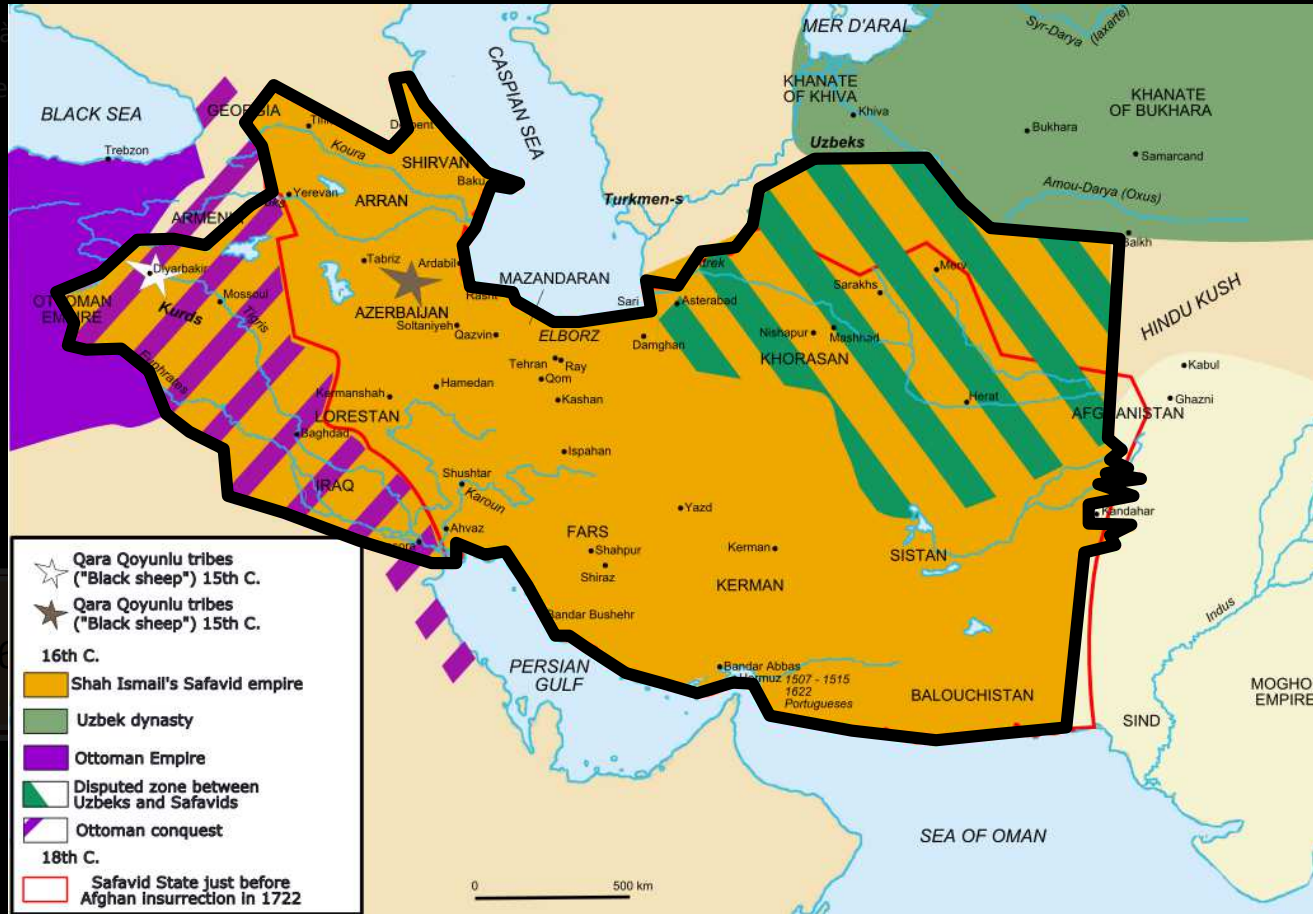 MER D'ARAL
Syr-Darya (Iaxarte)
CASPIAN SEA
KHANATE
OF KHIVA
Khiva
KHANATE
OF BUKHARA
Bukhara
Samarcand
Uzbeks
Amou-Darya (Oxus)
Balkh
BLACK SEA
GEORGIA
Trebzon
Koura
SHIRVAN
Baku
Turkmen-s
Yerevan
ARRAN
ARMENIA
Diyarbakir
Tabriz
Ardabil
MAZANDARAN
Merv
Sarakhs
HINDU KUSH
OTTOMAN
EMPIRE
Mossoul
Kurds
Tigris
AZERBAIJAN
Soltaniyeh
Qazvin
ELBORZ
Sari
Asterabad
Damghan
Nishapur
Mashhad
KHORASAN
Tehran
Ray
Qom
Kashan
Euphrates
Kermanshah
Hamedan
LORESTAN
Herat
Kabul
Ghazni
AFGHANISTAN
Baghdad
Ispahan
IRAQ
Shushtar
Karoun
Ahvaz
Yazd
Kandahar
FARS
Shahpur
Shiraz
Kerman
KERMAN
SISTAN
Bandar Bushehr
Indus
PERSIAN
GULF
Bandar Abbas
Hormuz
1507 - 1515
1622
Portugueses
BALOUCHISTAN
SIND
MOGHO
EMPIRE
SEA OF OMAN
Qara Qoyunlu tribes
("Black sheep") 15th C.
Qara Qoyunlu tribes
("Black sheep") 15th C.
16th C.
Shah Ismail's Safavid empire
Uzbek dynasty
Ottoman Empire
Disputed zone between
Uzbeks and Safavids
Ottoman conquest
18th C.
Safavid State just before
Afghan insurrection in 1722
0 500 km